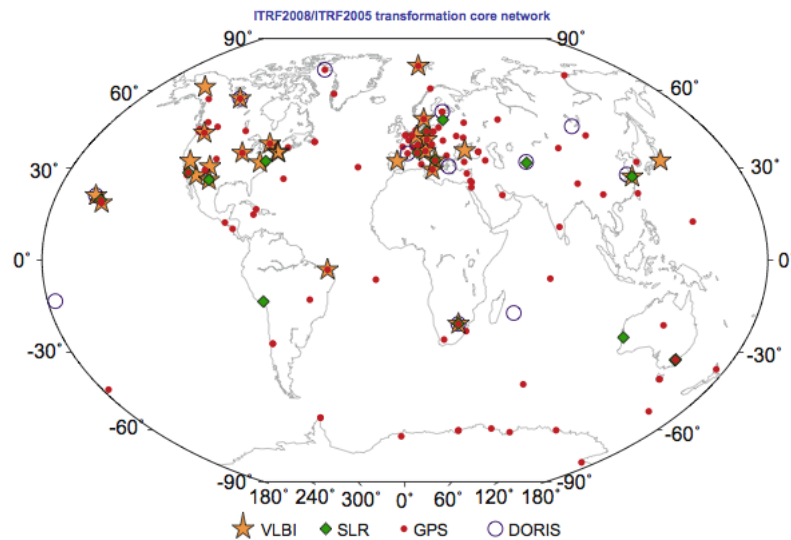 ITRF2008/ITRF2005 transformation core network
90˚ 90˚
60˚ 60˚
30˚ 30˚
0˚ 0
-30˚ -30˚
-60˚ -60˚
-90˚ -90˚
180˚ 240˚ 300˚ 0˚ 60˚ 120˚ 180˚
VLBI SLR GPS DORIS